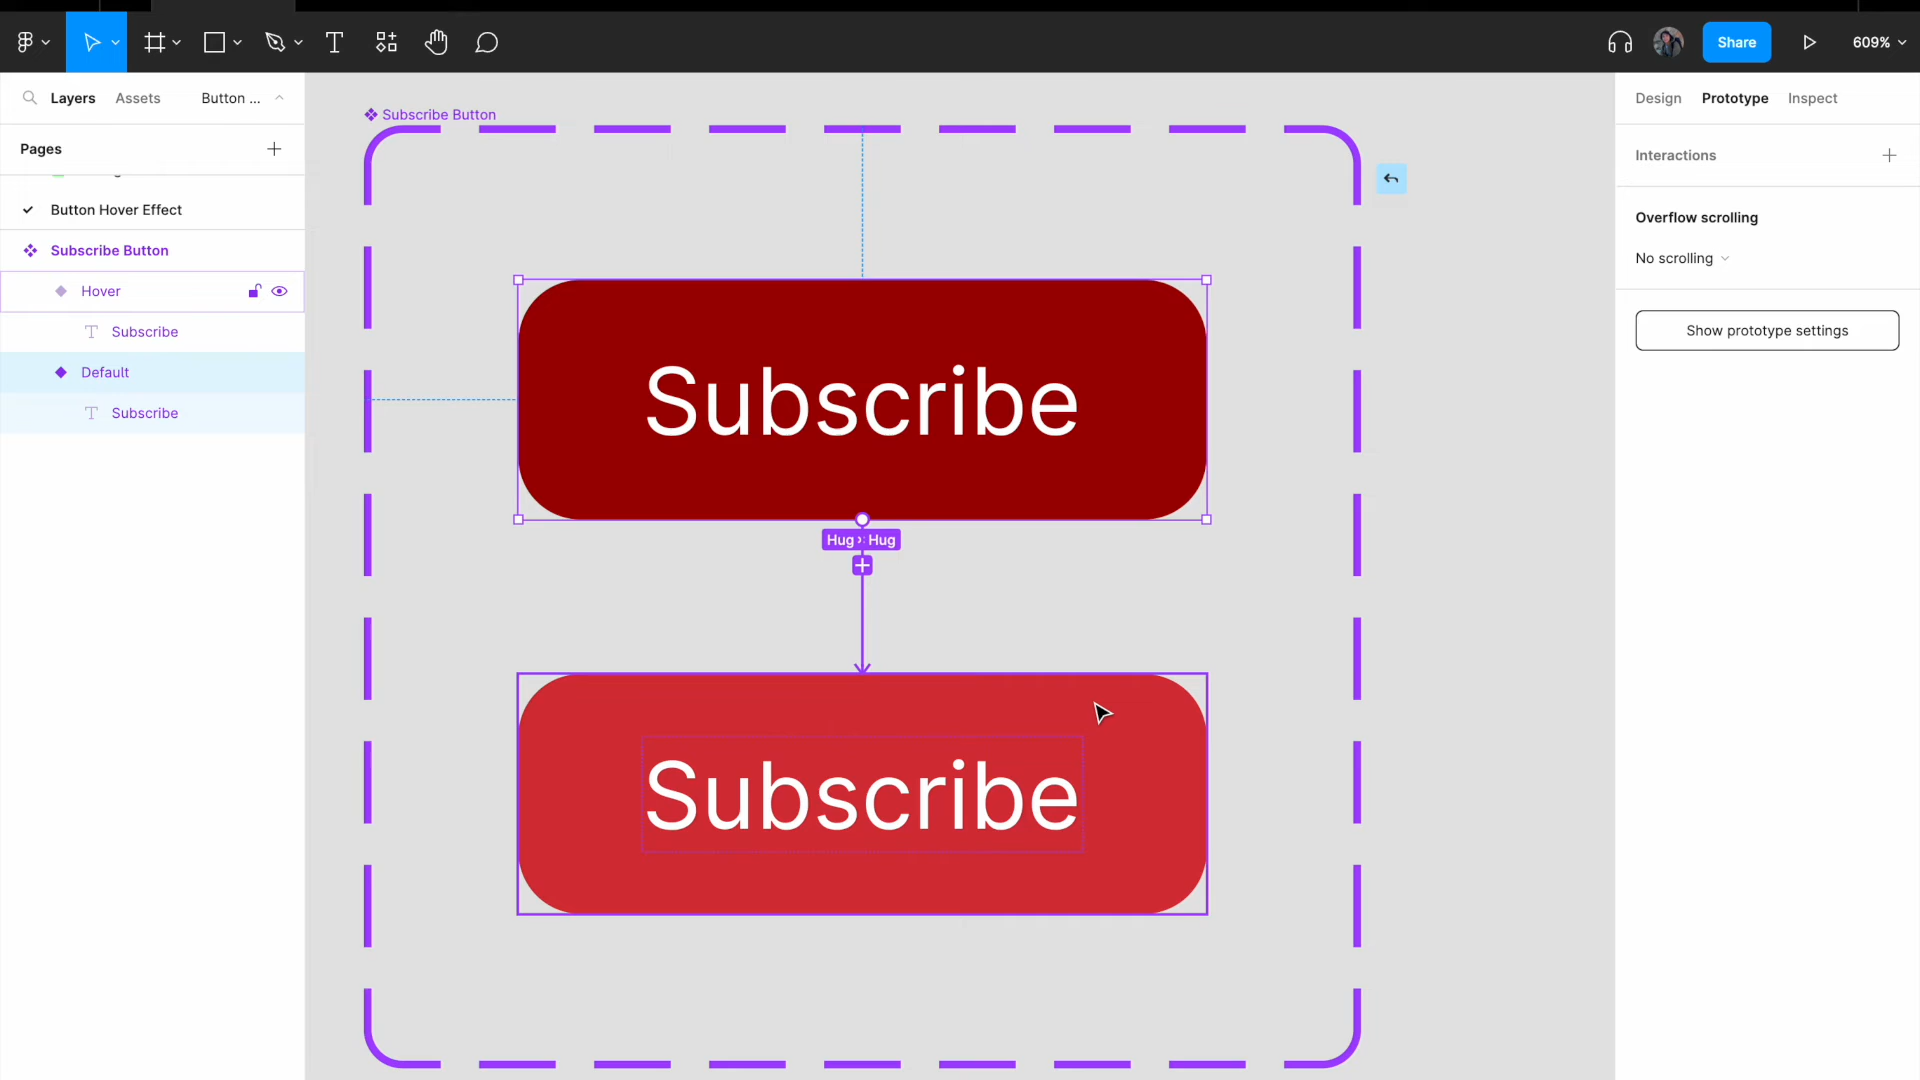 Share
609%
Layers
Assets
Button ...
Pages
Button Hover Effect
Subscribe Button
Hover
Subscribe
Default
Subscribe
Subscribe Button
Subscribe
Hug × Hug
Subscribe
Design
Prototype
Inspect
Interactions
Overflow scrolling
No scrolling
Show prototype settings